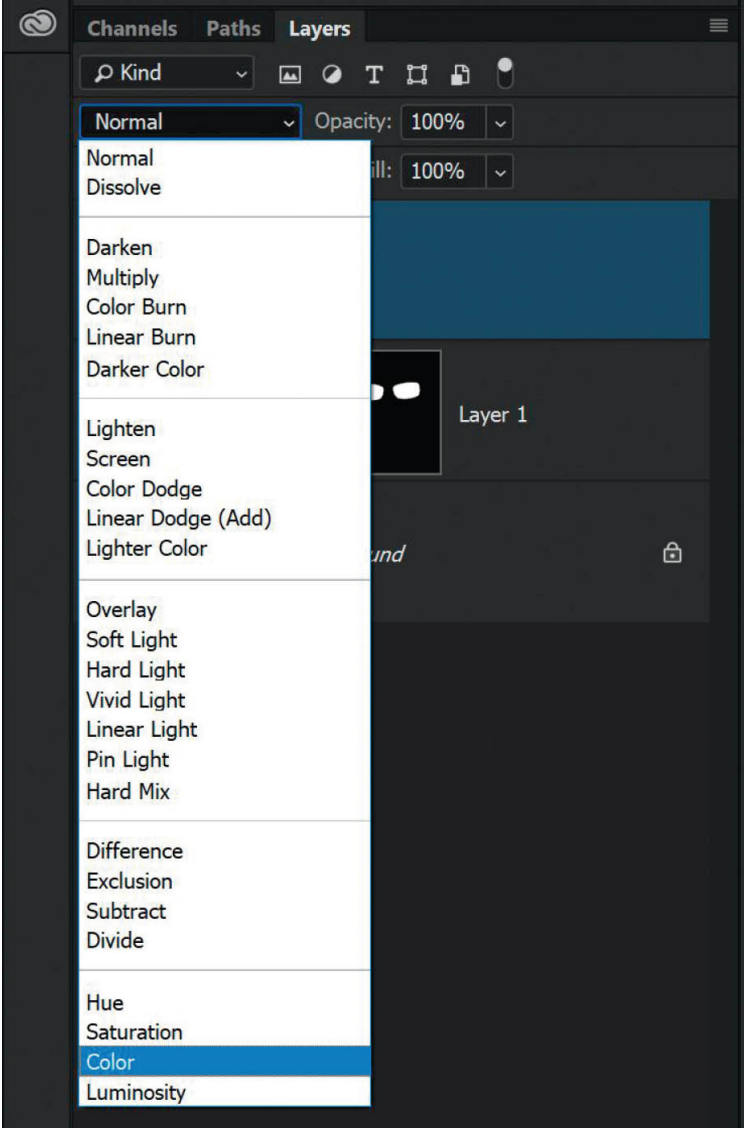 Channels Paths Layers
Kind
Normal Opacity: 100%
Normal
ill: 100%
Dissolve
Darken
Multiply
Color Burn
Linear Burn
Darker Color
Lighten
Screen
Color Dodge
Linear Dodge (Add)
Lighter Color
Overlay
Soft Light
Hard Light
Vivid Light
Linear Light
Pin Light
Hard Mix
Difference
Exclusion
Subtract
Divide
Hue
Saturation
Color
Luminosity
Layer 1
und